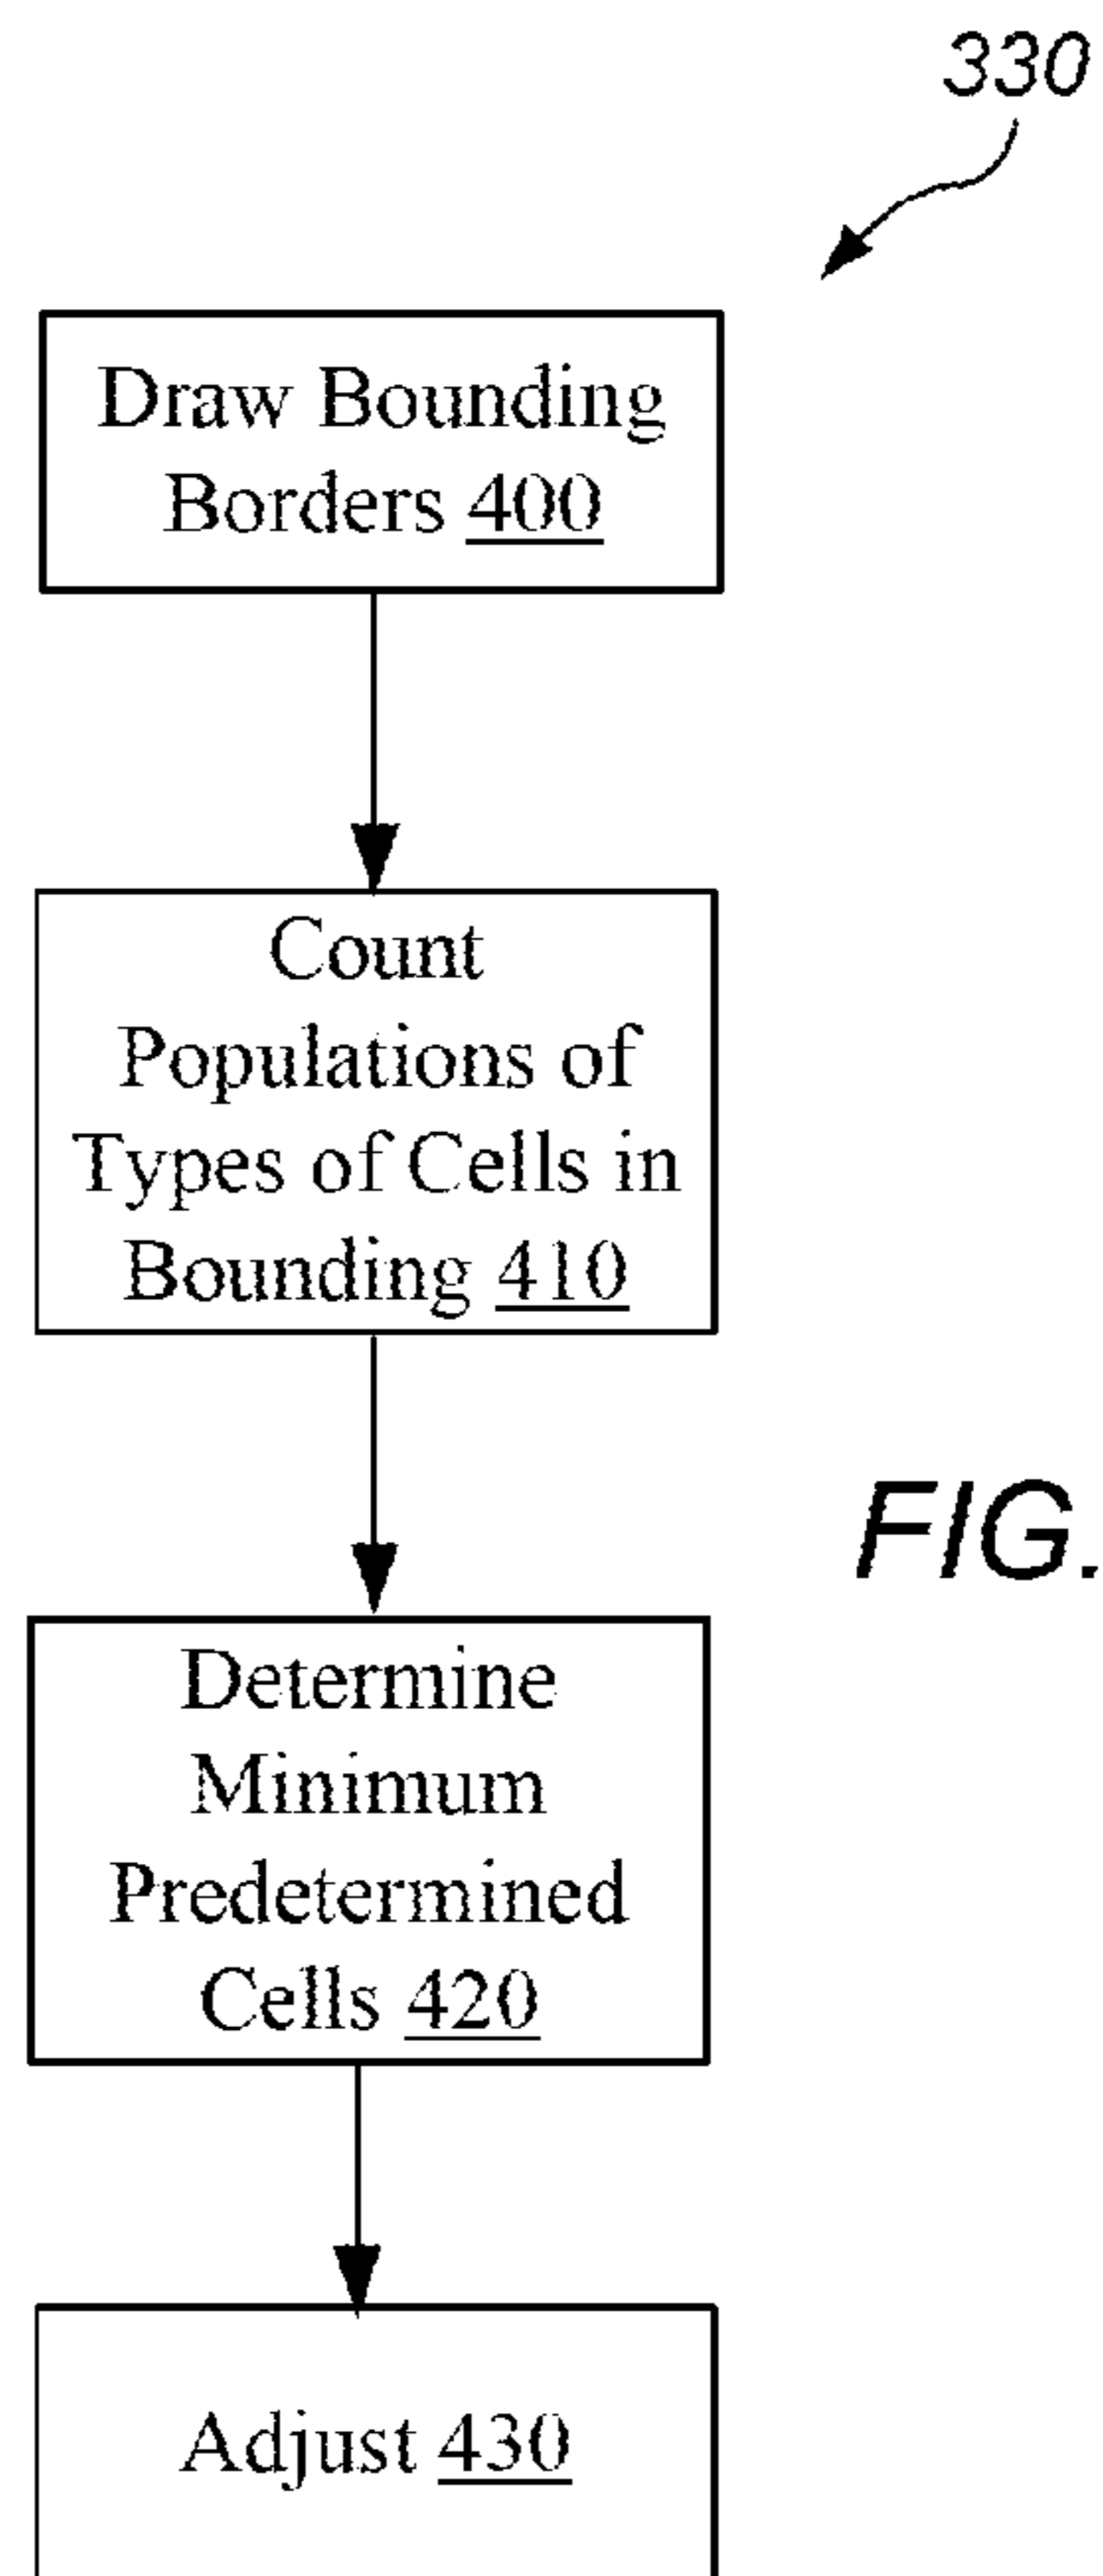 330
Draw Bounding
Borders 400
Count
Populations of
Types of Cells in
Bounding 410
FIG.
Determine
Minimum
Predetermined
Cells 420
Adjust 430